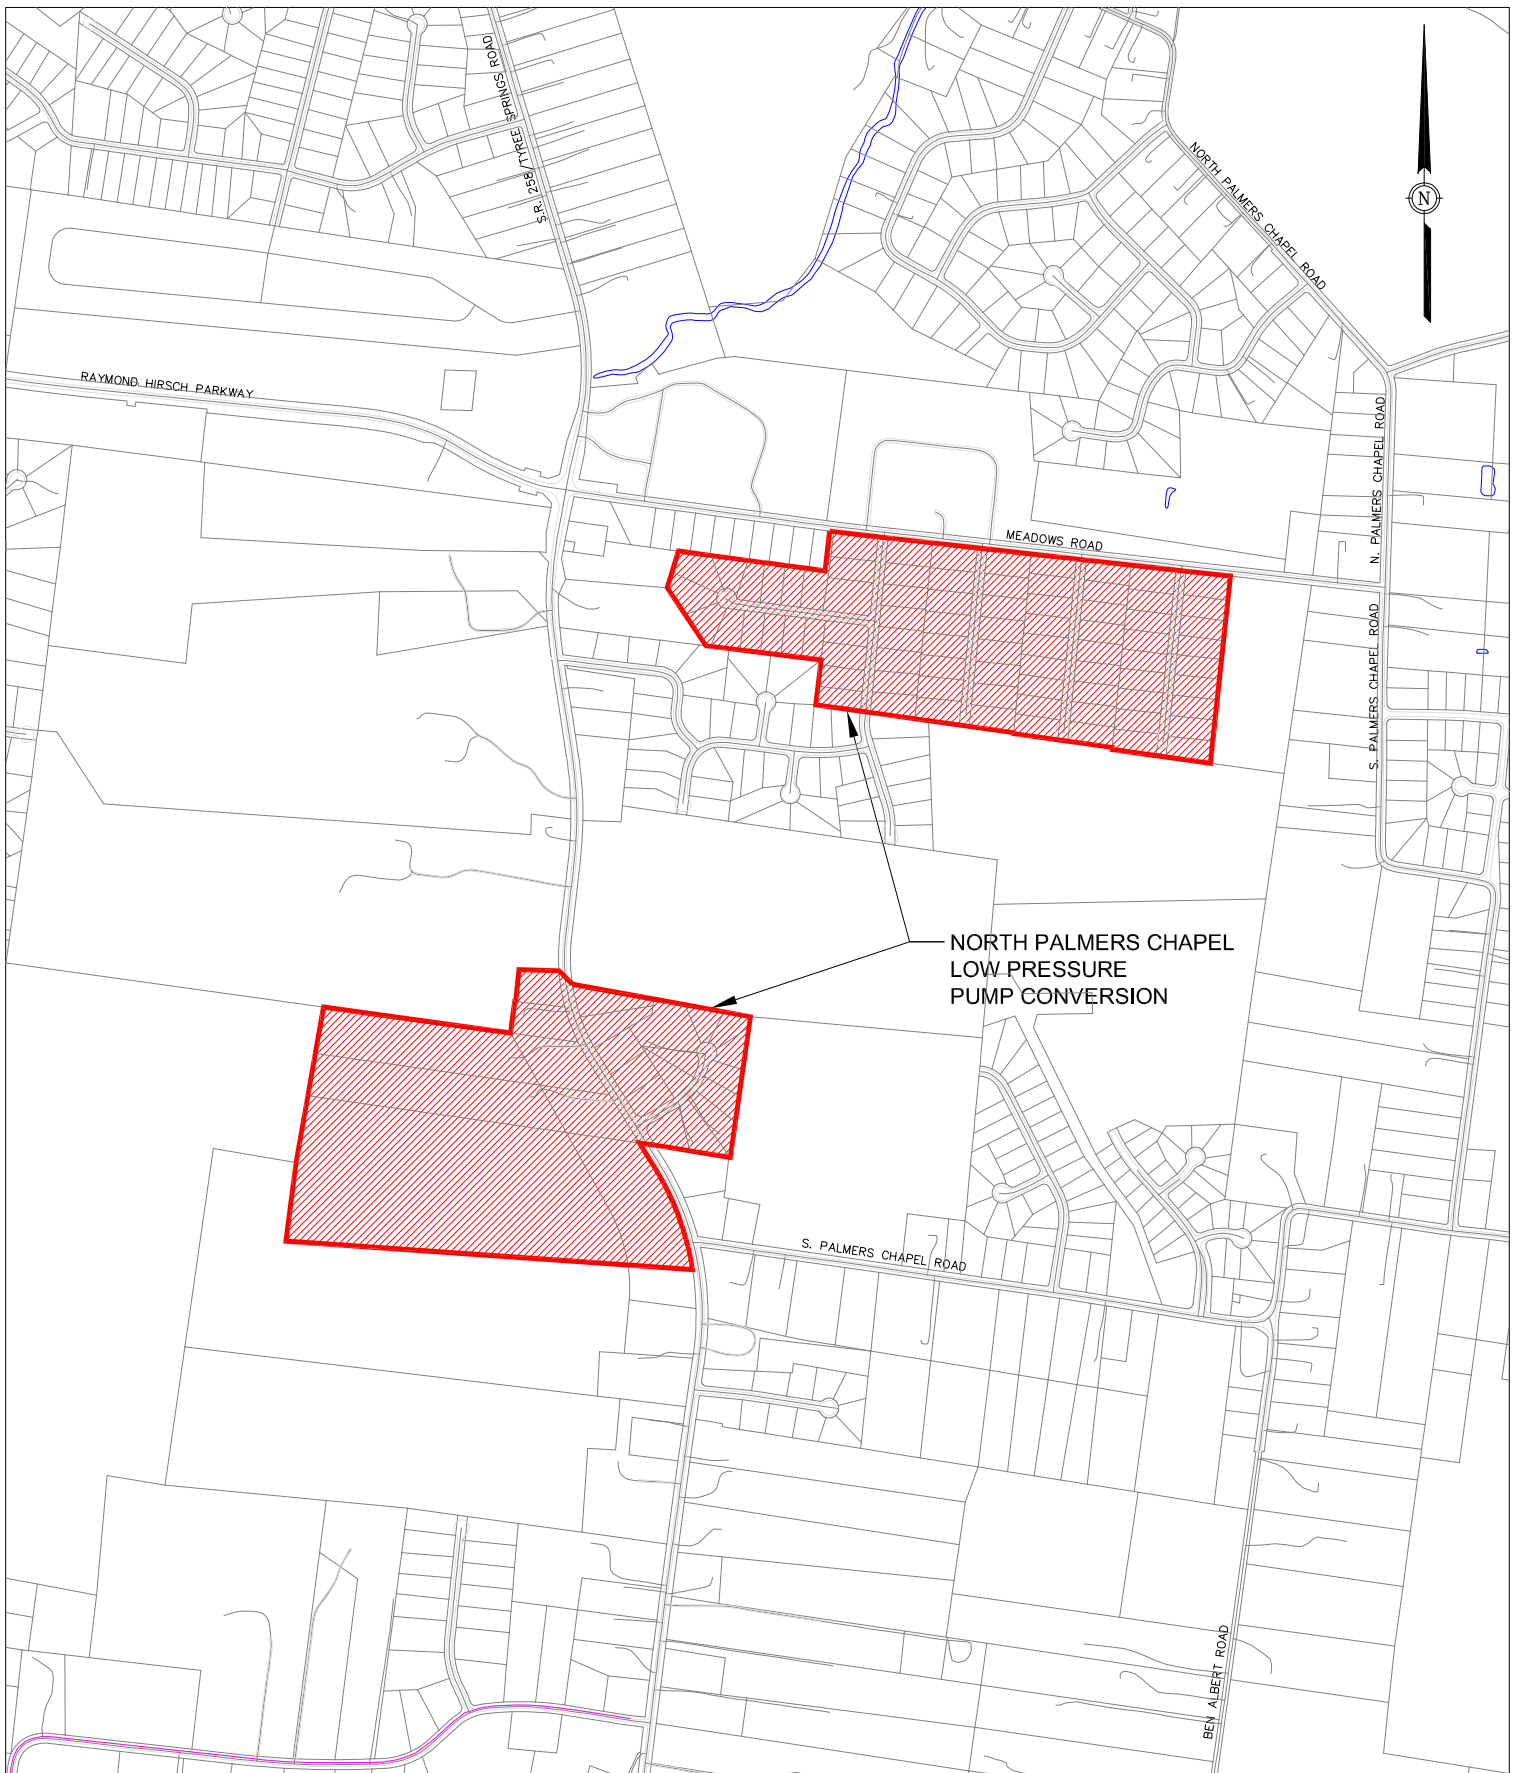 S.R. 258/TYREE SPRINGS ROAD
N
NORTH PALMERS CHAPEL ROAD
RAYMOND HIRSCH PARKWAY
N. PALMERS CHAPEL ROAD
MEADOWS ROAD
S. PALMERS CHAPEL ROAD
NORTH PALMERS CHAPEL
LOW PRESSURE
PUMP CONVERSION
S. PALMERS CHAPEL ROAD
BEN ALBERT ROAD